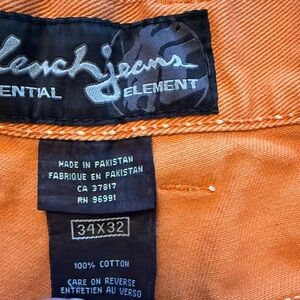 lenchjeans
ENTIAL ELEMENT
MADE IN PAKISTAN
FABRIQUE EN PAKISTAN
CA 37817
RN 96991
34X32
100% COTTON
CARE ON REVERSE
ENTRETIEN AU VERSO